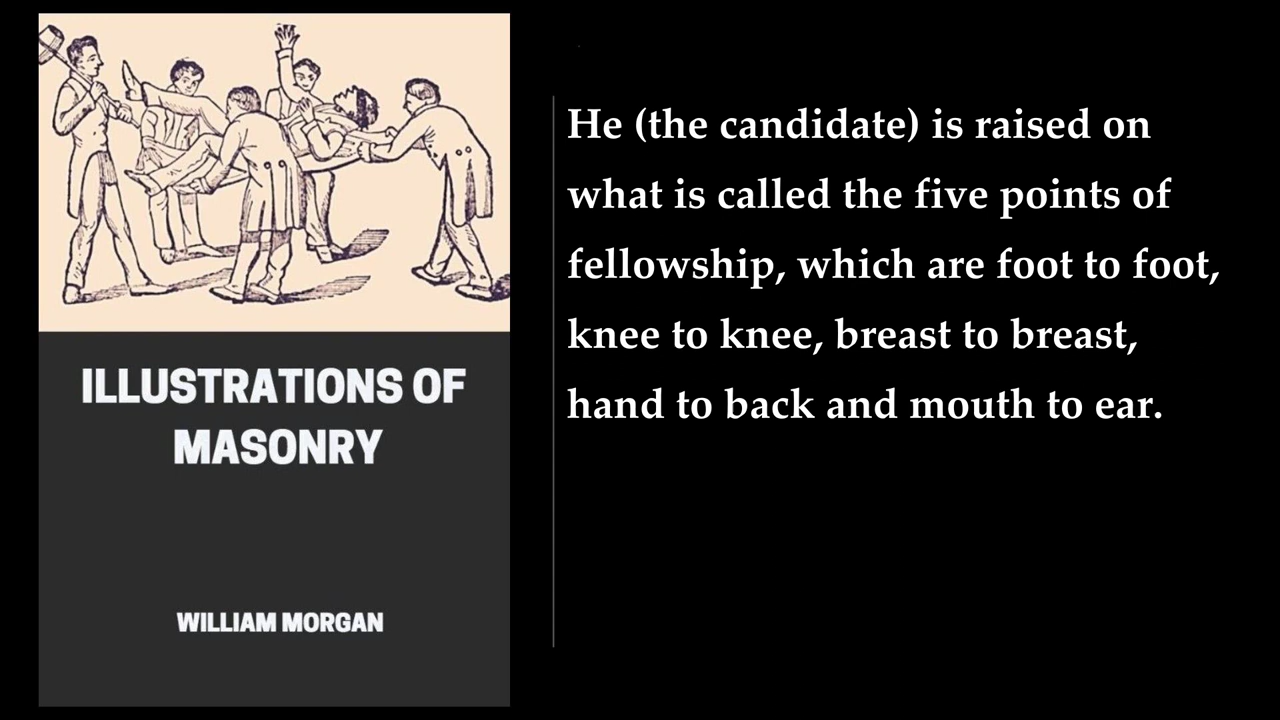 ILLUSTRATIONS OF
MASONRY
WILLIAM MORGAN
He (the candidate) is raised on
what is called the five points of
fellowship, which are foot to foot,
knee to knee, breast to breast,
hand to back and mouth to ear.